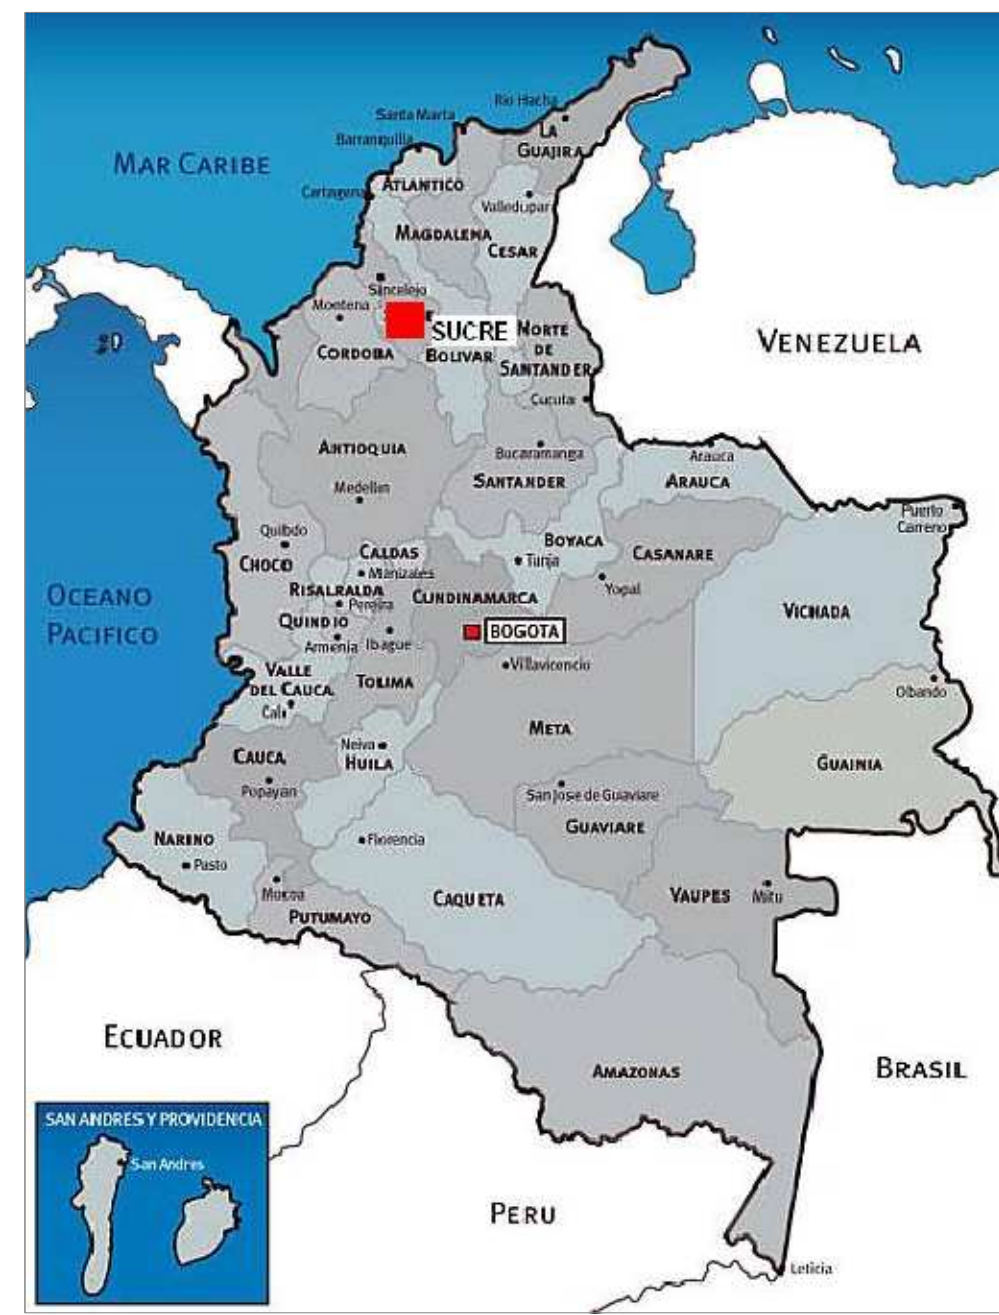 Rio Hacha
Santa Marta
LA
GUAJIRA
Barranquilla
MAR CARIBE
ATLANTICO
Cartagena
Valledupar
MAGDALENA
CESAR
Sincelejo
Montena
SUCRE
NORTE
DE
SANTANDER
CORDOBA
BOLIVAR
VENEZUELA
Cucuta
ANTIOQUIA
Bucaramanga
Arauca
SANTANDER
ARAUCA
Medellin
Puerto
Carreno
Quibdo
BOYACA
CALDAS
CASANARE
CHOCO
Tunja
Manizales
RISALRALDA
Yopal
CUNDINAMARCA
OCEANO
PACIFICO
Pereira
VICHADA
QUINDIO
BOGOTA
Armenia
Ibague
Villavicencio
VALLE
DEL CAUCA
TOLIMA
Obando
Cali
META
Neiva
HUILA
CAUCA
GUAINIA
Popayan
San Jose de Guaviare
GUAVIARE
NARINO
Florencia
Pasto
Mocoa
CAQUETA
VAUPES
Mitu
PUTUMAYO
ECUADOR
AMAZONAS
BRASIL
SAN ANDRES Y PROVIDENCIA
San Andres
PERU
Leticia